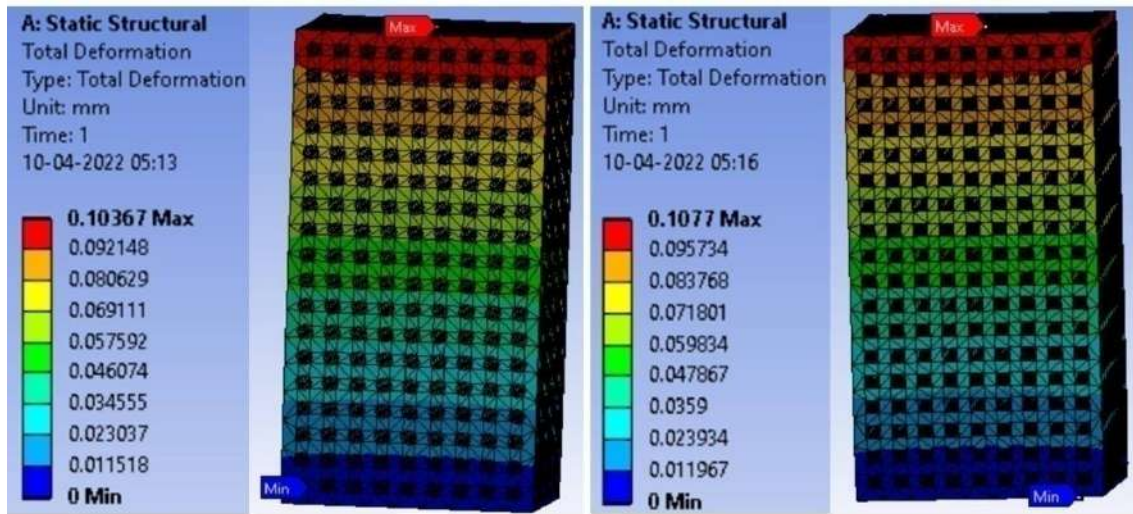 A: Static Structural
Total Deformation
Type: Total Deformation
Unit: mm
Time: 1
10-04-2022 05:13
0.10367 Max
0.092148
0.080629
0.069111
0.057592
0.046074
0.034555
0.023037
0.011518
0 Min
Max
Min
A: Static Structural
Total Deformation
Type: Total Deformation
Unit: mm
Time: 1
10-04-2022 05:16
0.1077 Max
0.095734
0.083768
0.071801
0.059834
0.047867
0.0359
0.023934
0.011967
0 Min
Max
Min